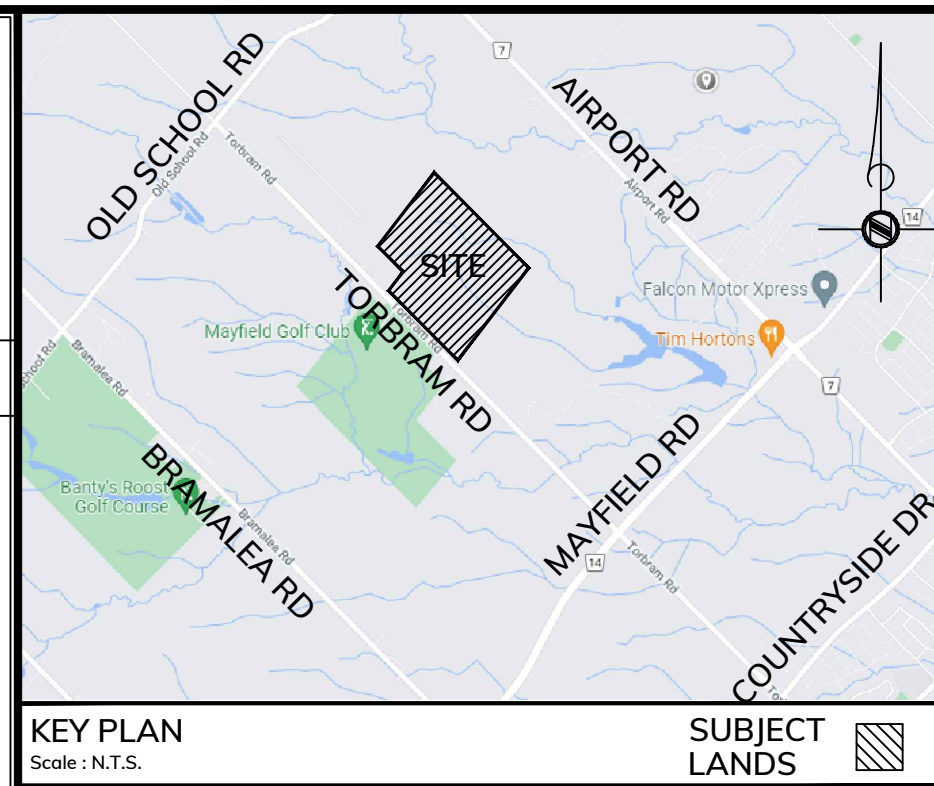 7
OLD SCHOOL RD
Old School Rd
Torbram Rd
AIRPORT RD
Airport Rd
14
SITE
Falcon Motor Xpress
TORBRAM RD
Torbram Rd
Mayfield Golf Club
Tim Hortons
Bramalea Rd
7
BRAMALEA RD
Banty's Roost
Golf Course
Bramalea Rd
MAYFIELD RD
14
Torbram Rd
COUNTRYSIDE DR.
KEY PLAN
Scale : N.T.S.
SUBJECT
LANDS